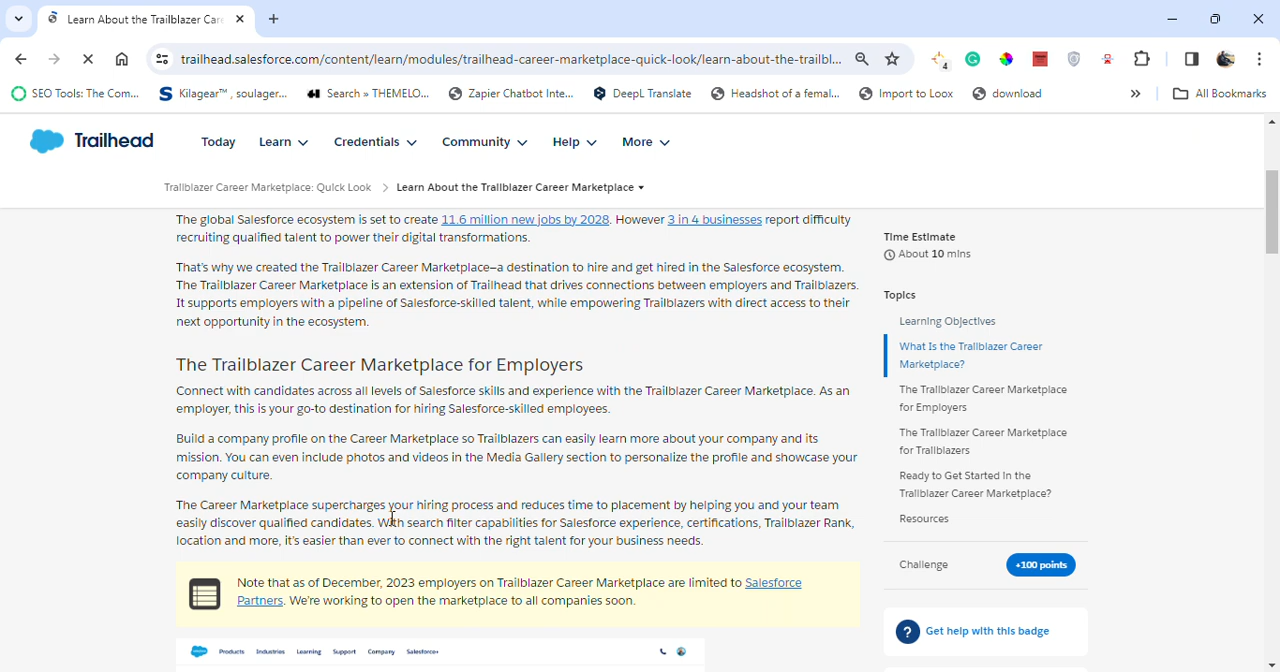 Learn About the Trailblazer Care
trailhead.salesforce.com/content/learn/modules/trailhead-career-marketplace-quick-look/learn-about-the-trailbl...
4
SEO Tools: The Com...
Kilagear™ , soulager...
Search » THEMELO...
Zapier Chatbot Inte...
DeepL Translate
Headshot of a femal...
Import to Loox
download
»
All Bookmarks
Trailhead
Today
Learn
Credentials
Community
Help
More
Trailblazer Career Marketplace: Quick Look
Learn About the Trailblazer Career Marketplace
The global Salesforce ecosystem is set to create 11.6 million new jobs by 2028. However 3 in 4 businesses report difficulty
recruiting qualified talent to power their digital transformations.
That's why we created the Trailblazer Career Marketplace—a destination to hire and get hired in the Salesforce ecosystem.
The Trailblazer Career Marketplace is an extension of Trailhead that drives connections between employers and Trailblazers.
It supports employers with a pipeline of Salesforce-skilled talent, while empowering Trailblazers with direct access to their
next opportunity in the ecosystem.
The Trailblazer Career Marketplace for Employers
Connect with candidates across all levels of Salesforce skills and experience with the Trailblazer Career Marketplace. As an
employer, this is your go-to destination for hiring Salesforce-skilled employees.
Build a company profile on the Career Marketplace so Trailblazers can easily learn more about your company and its
mission. You can even include photos and videos in the Media Gallery section to personalize the profile and showcase your
company culture.
The Career Marketplace supercharges your hiring process and reduces time to placement by helping you and your team
easily discover qualified candidates. With search filter capabilities for Salesforce experience, certifications, Trailblazer Rank,
location and more, it's easier than ever to connect with the right talent for your business needs.
Note that as of December, 2023 employers on Trailblazer Career Marketplace are limited to Salesforce
Partners. We're working to open the marketplace to all companies soon.
Products
Industries
Learning
Support
Company
Salesforce+
Time Estimate
About 10 mins
Topics
Learning Objectives
What Is the Trailblazer Career
Marketplace?
The Trailblazer Career Marketplace
for Employers
The Trailblazer Career Marketplace
for Trailblazers
Ready to Get Started in the
Trailblazer Career Marketplace?
Resources
Challenge
+100 points
? Get help with this badge